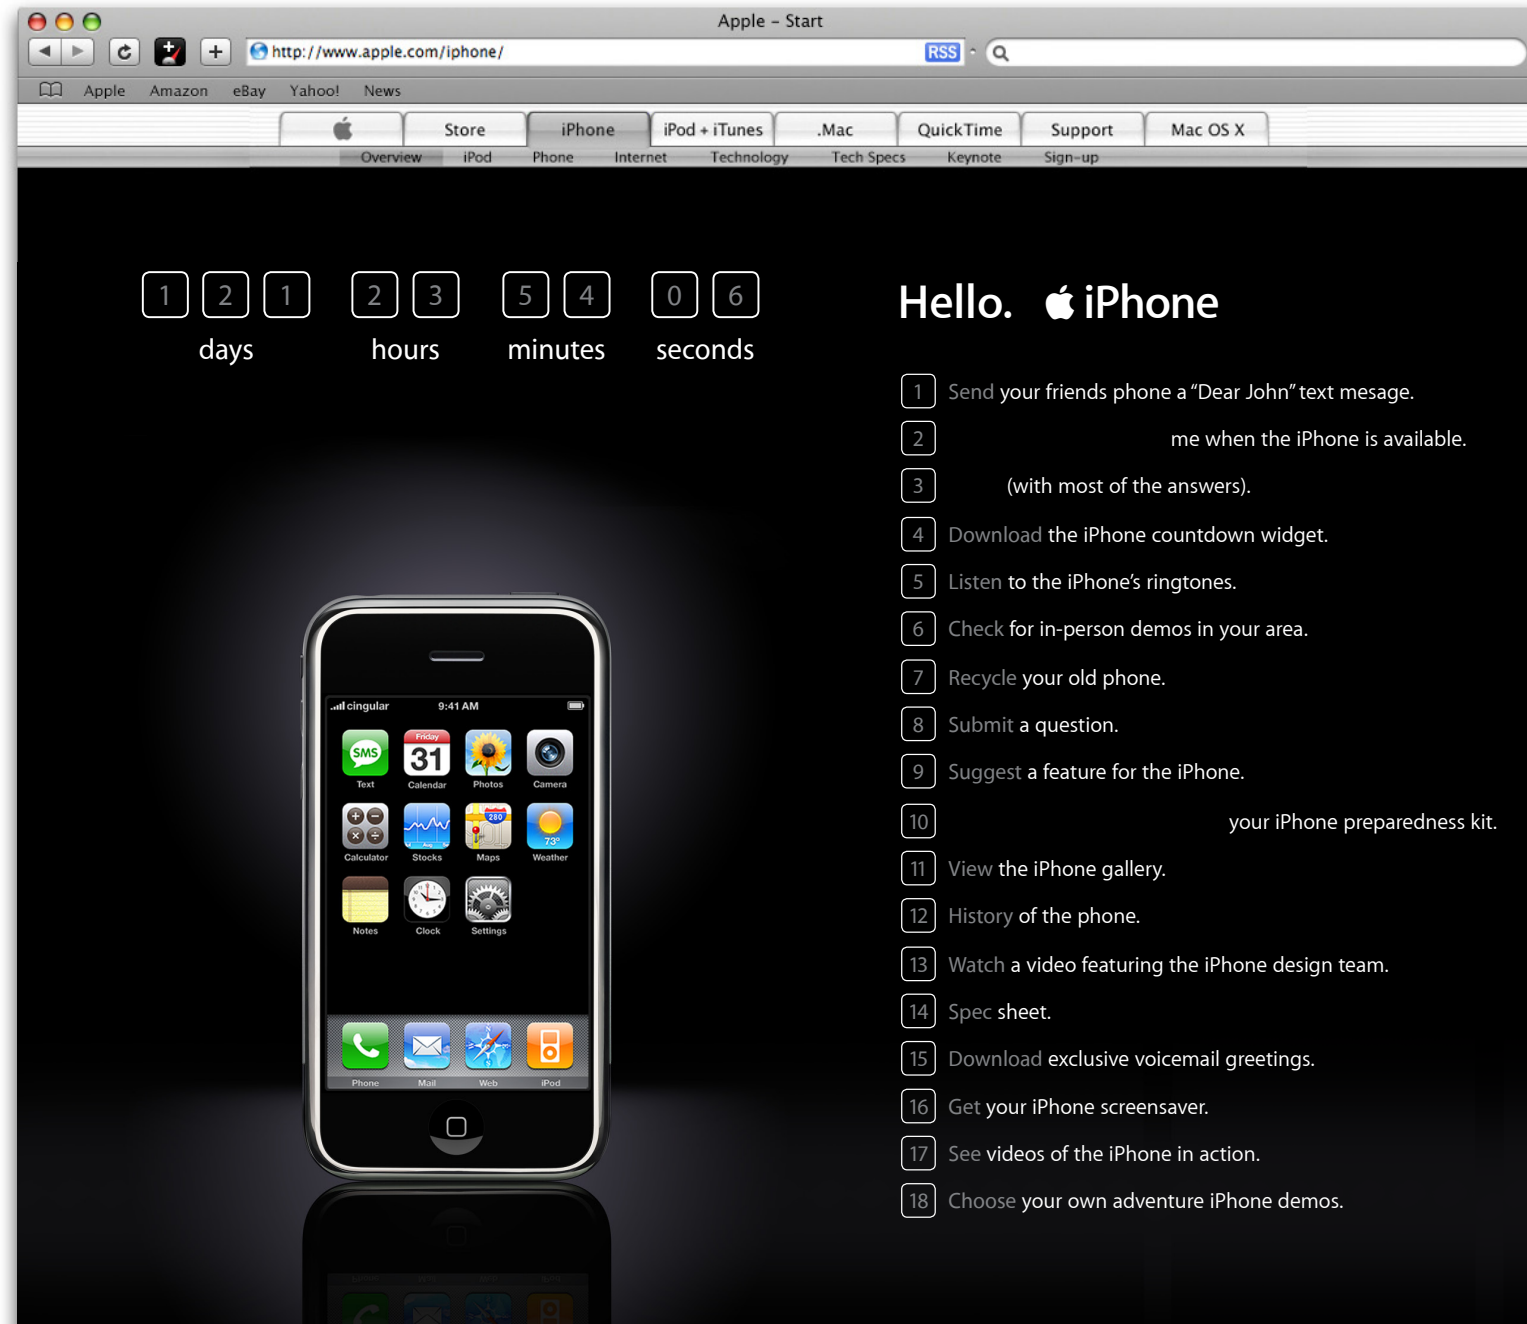 Apple – Start
http://www.apple.com/iphone/ RSS
Apple Amazon eBay Yahoo! News
Store iPhone iPod + iTunes .Mac QuickTime Support Mac OS X
Overview iPod Phone Internet Technology Tech Specs Keynote Sign-up
1 2 1 2 3 5 4 0 6
days hours minutes seconds
Hello. iPhone
1 Send your friends phone a “Dear John” text mesage.
2 me when the iPhone is available.
3 (with most of the answers).
4 Download the iPhone countdown widget.
5 Listen to the iPhone’s ringtones.
6 Check for in-person demos in your area.
7 Recycle your old phone.
8 Submit a question.
9 Suggest a feature for the iPhone.
10 your iPhone preparedness kit.
11 View the iPhone gallery.
12 History of the phone.
13 Watch a video featuring the iPhone design team.
14 Spec sheet.
15 Download exclusive voicemail greetings.
16 Get your iPhone screensaver.
17 See videos of the iPhone in action.
18 Choose your own adventure iPhone demos.
cingular 9:41 AM
SMS Friday 31
Text Calendar Photos Camera
280 73°
Calculator Stocks Maps Weather
Notes Clock Settings
Phone Mail Web iPod